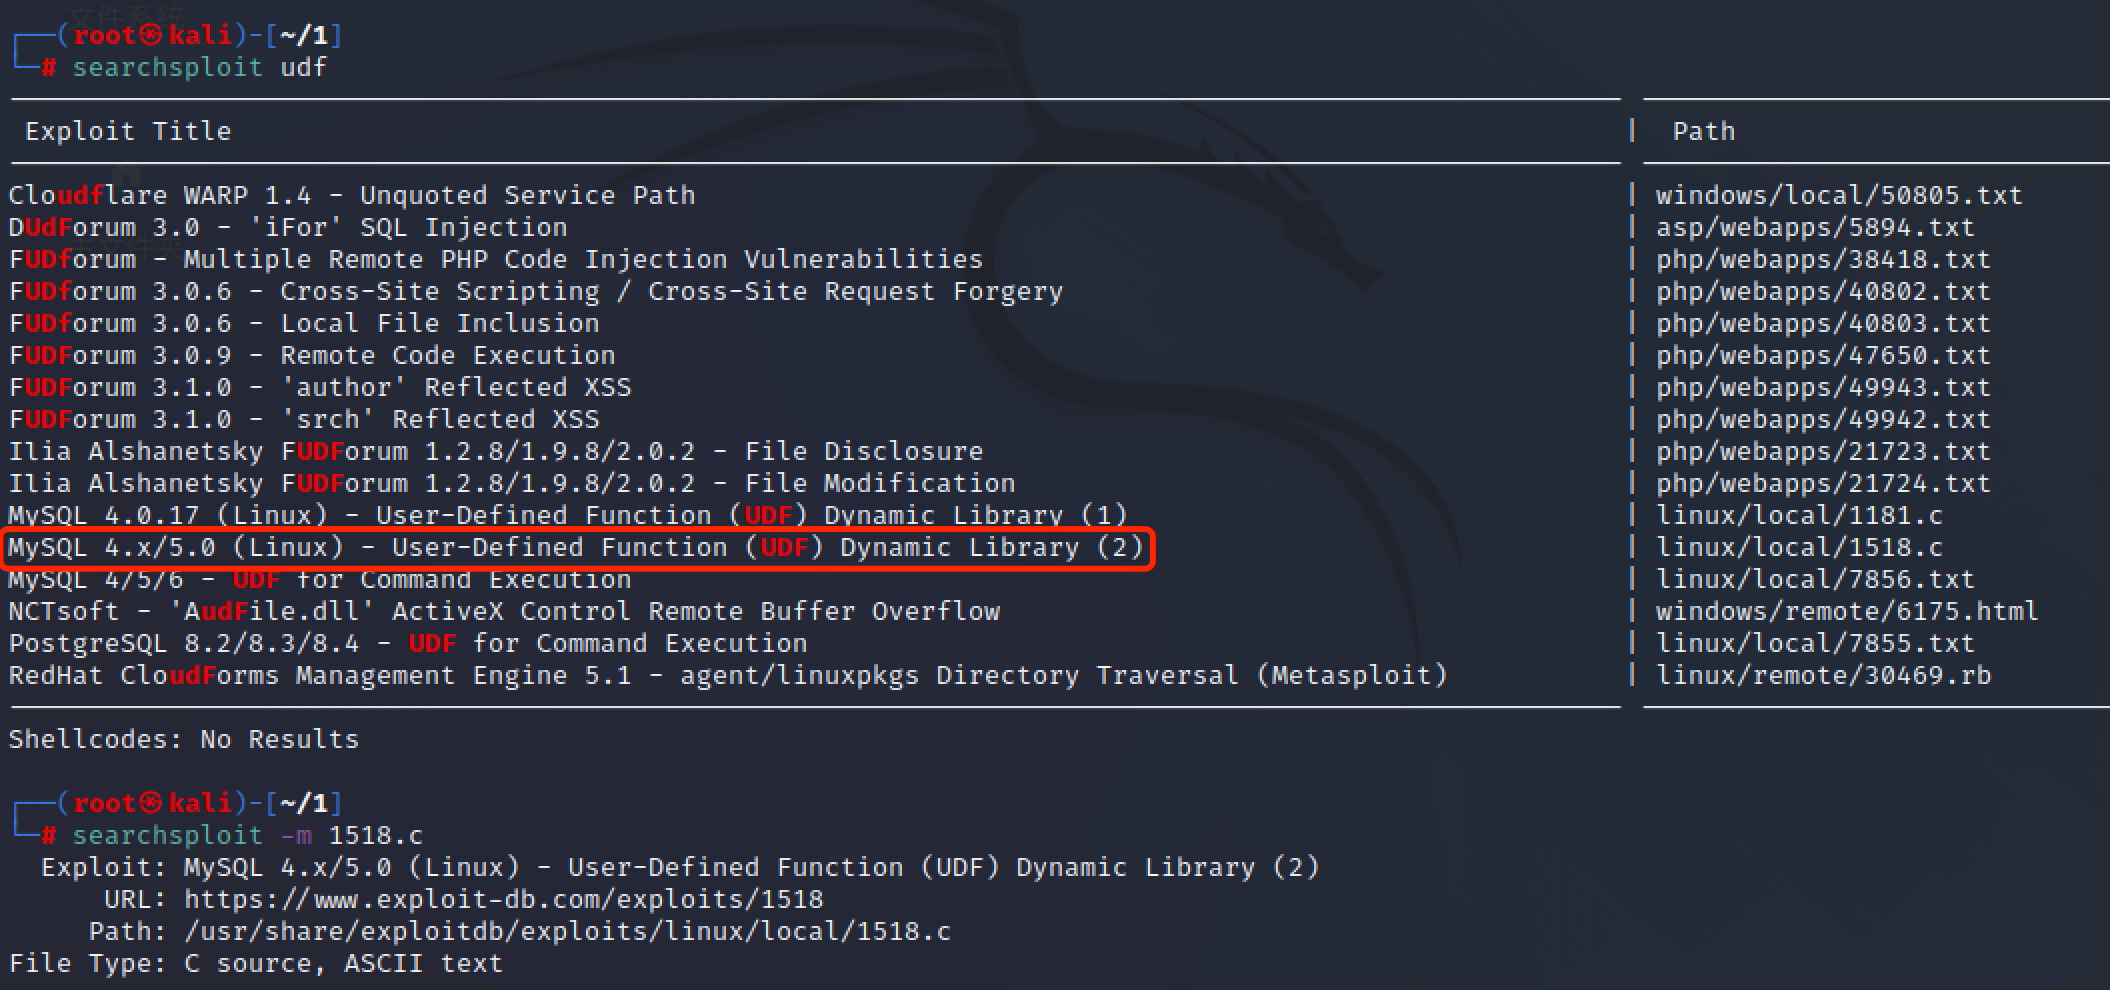 文件系统
┌──(root㉿kali)-[~/1]
└─# searchsploit udf
Exploit Title | Path
Cloudflare WARP 1.4 - Unquoted Service Path | windows/local/50805.txt
DUdForum 3.0 - 'iFor' SQL Injection | asp/webapps/5894.txt
FUDforum - Multiple Remote PHP Code Injection Vulnerabilities | php/webapps/38418.txt
FUDforum 3.0.6 - Cross-Site Scripting / Cross-Site Request Forgery | php/webapps/40802.txt
FUDforum 3.0.6 - Local File Inclusion | php/webapps/40803.txt
FUDForum 3.0.9 - Remote Code Execution | php/webapps/47650.txt
FUDForum 3.1.0 - 'author' Reflected XSS | php/webapps/49943.txt
FUDForum 3.1.0 - 'srch' Reflected XSS | php/webapps/49942.txt
Ilia Alshanetsky FUDForum 1.2.8/1.9.8/2.0.2 - File Disclosure | php/webapps/21723.txt
Ilia Alshanetsky FUDForum 1.2.8/1.9.8/2.0.2 - File Modification | php/webapps/21724.txt
MySQL 4.0.17 (Linux) - User-Defined Function (UDF) Dynamic Library (1) | linux/local/1181.c
MySQL 4.x/5.0 (Linux) - User-Defined Function (UDF) Dynamic Library (2) | linux/local/1518.c
MySQL 4/5/6 - UDF for Command Execution | linux/local/7856.txt
NCTsoft - 'AudFile.dll' ActiveX Control Remote Buffer Overflow | windows/remote/6175.html
PostgreSQL 8.2/8.3/8.4 - UDF for Command Execution | linux/local/7855.txt
RedHat CloudForms Management Engine 5.1 - agent/linuxpkgs Directory Traversal (Metasploit) | linux/remote/30469.rb
Shellcodes: No Results
┌──(root㉿kali)-[~/1]
└─# searchsploit -m 1518.c
Exploit: MySQL 4.x/5.0 (Linux) - User-Defined Function (UDF) Dynamic Library (2)
URL: https://www.exploit-db.com/exploits/1518
Path: /usr/share/exploitdb/exploits/linux/local/1518.c
File Type: C source, ASCII text